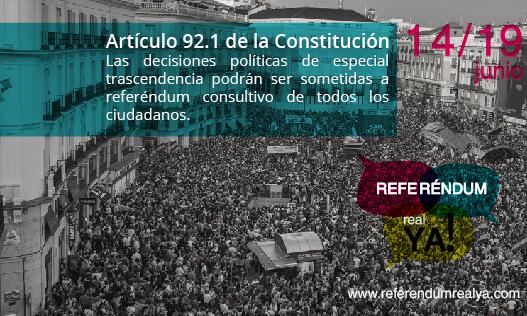 Artículo 92.1 de la Constitución
Las decisiones políticas de especial
trascendencia podrán ser sometidas a
referéndum consultivo de todos los
ciudadanos.
14/19
junio
REFERÉNDUM
real
YA!
www.referendumrealya.com